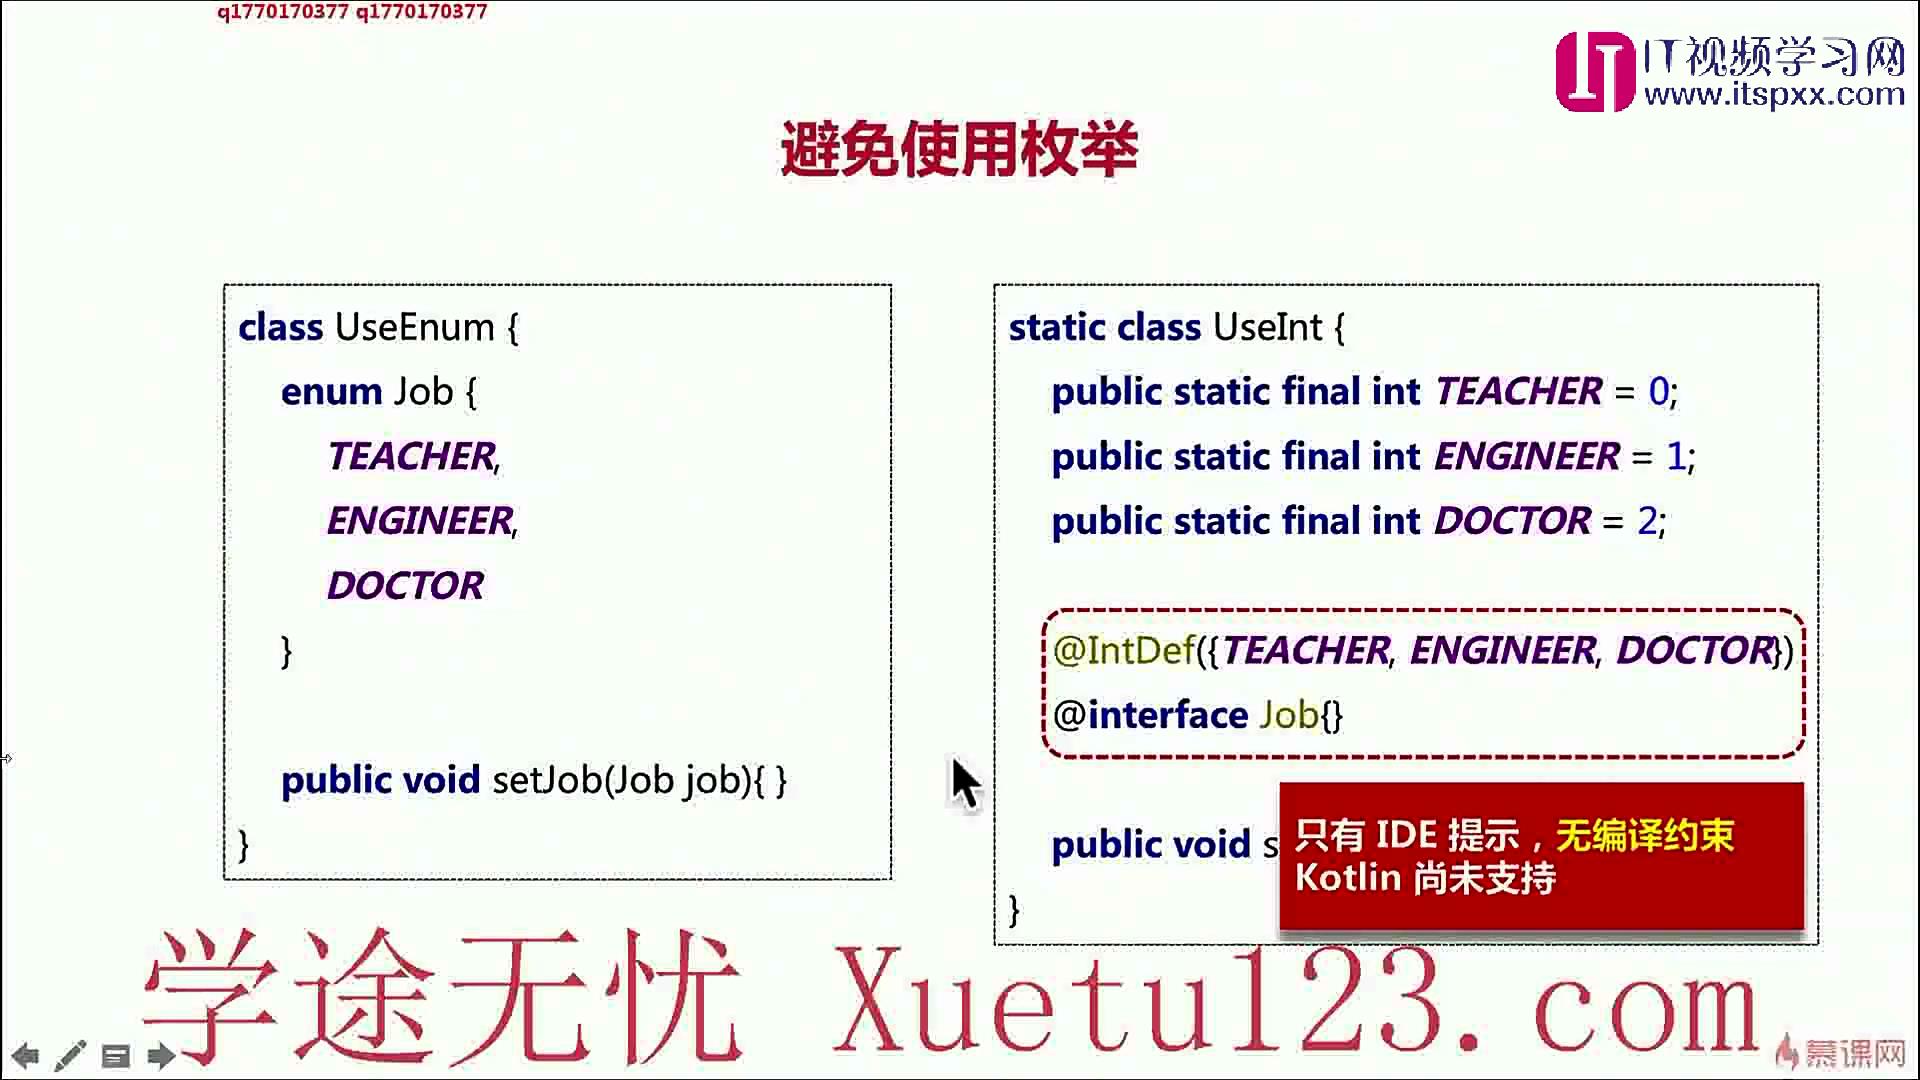 q1770170377 q1770170377
IT视频学习网
www.itspxx.com
避免使用枚举
class UseEnum {
enum Job {
TEACHER,
ENGINEER,
DOCTOR
}
public void setJob(Job job){ }
}
static class UseInt {
public static final int TEACHER = 0;
public static final int ENGINEER = 1;
public static final int DOCTOR = 2;
@IntDef({TEACHER, ENGINEER, DOCTOR})
@interface Job{}
public void s
}
只有 IDE 提示，无编译约束
Kotlin 尚未支持
学途无忧 Xuetu123.com
慕课网